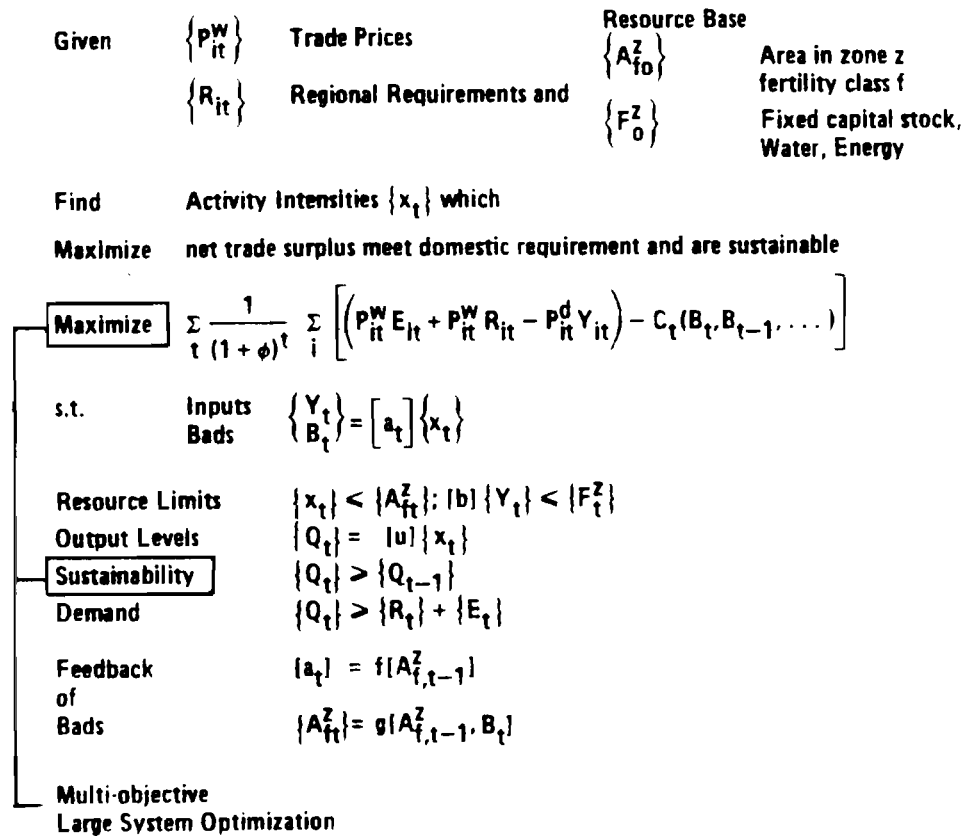 Resource Base
Given {P^w_it} Trade Prices {A^z_f0} Area in zone z
fertility class f
{R_it} Regional Requirements and {F^z_0} Fixed capital stock,
Water, Energy
Find Activity Intensities {x_t} which
Maximize net trade surplus meet domestic requirement and are sustainable
Maximize Σ_t 1/(1 + ϕ)^t Σ_i [(P^w_it E_it + P^w_it R_it − P^d_it Y_it) − C_t(B_t, B_t−1, . . . . )]
s.t. Inputs {Y_t
Bads B_t} = [a_t] {x_t}
Resource Limits {x_t} ⩽ {A^z_ft}; [b] {Y_t} ⩽ {F^z_t}
Output Levels {Q_t} = [u] {x_t}
Sustainability {Q_t} ⩾ {Q_t−1}
Demand {Q_t} ⩾ {R_t} + {E_t}
Feedback [a_t] = f[A^z_f,t−1]
of
Bads {A^z_ft} = g[A^z_f,t−1, B_t]
Multi-objective
Large System Optimization